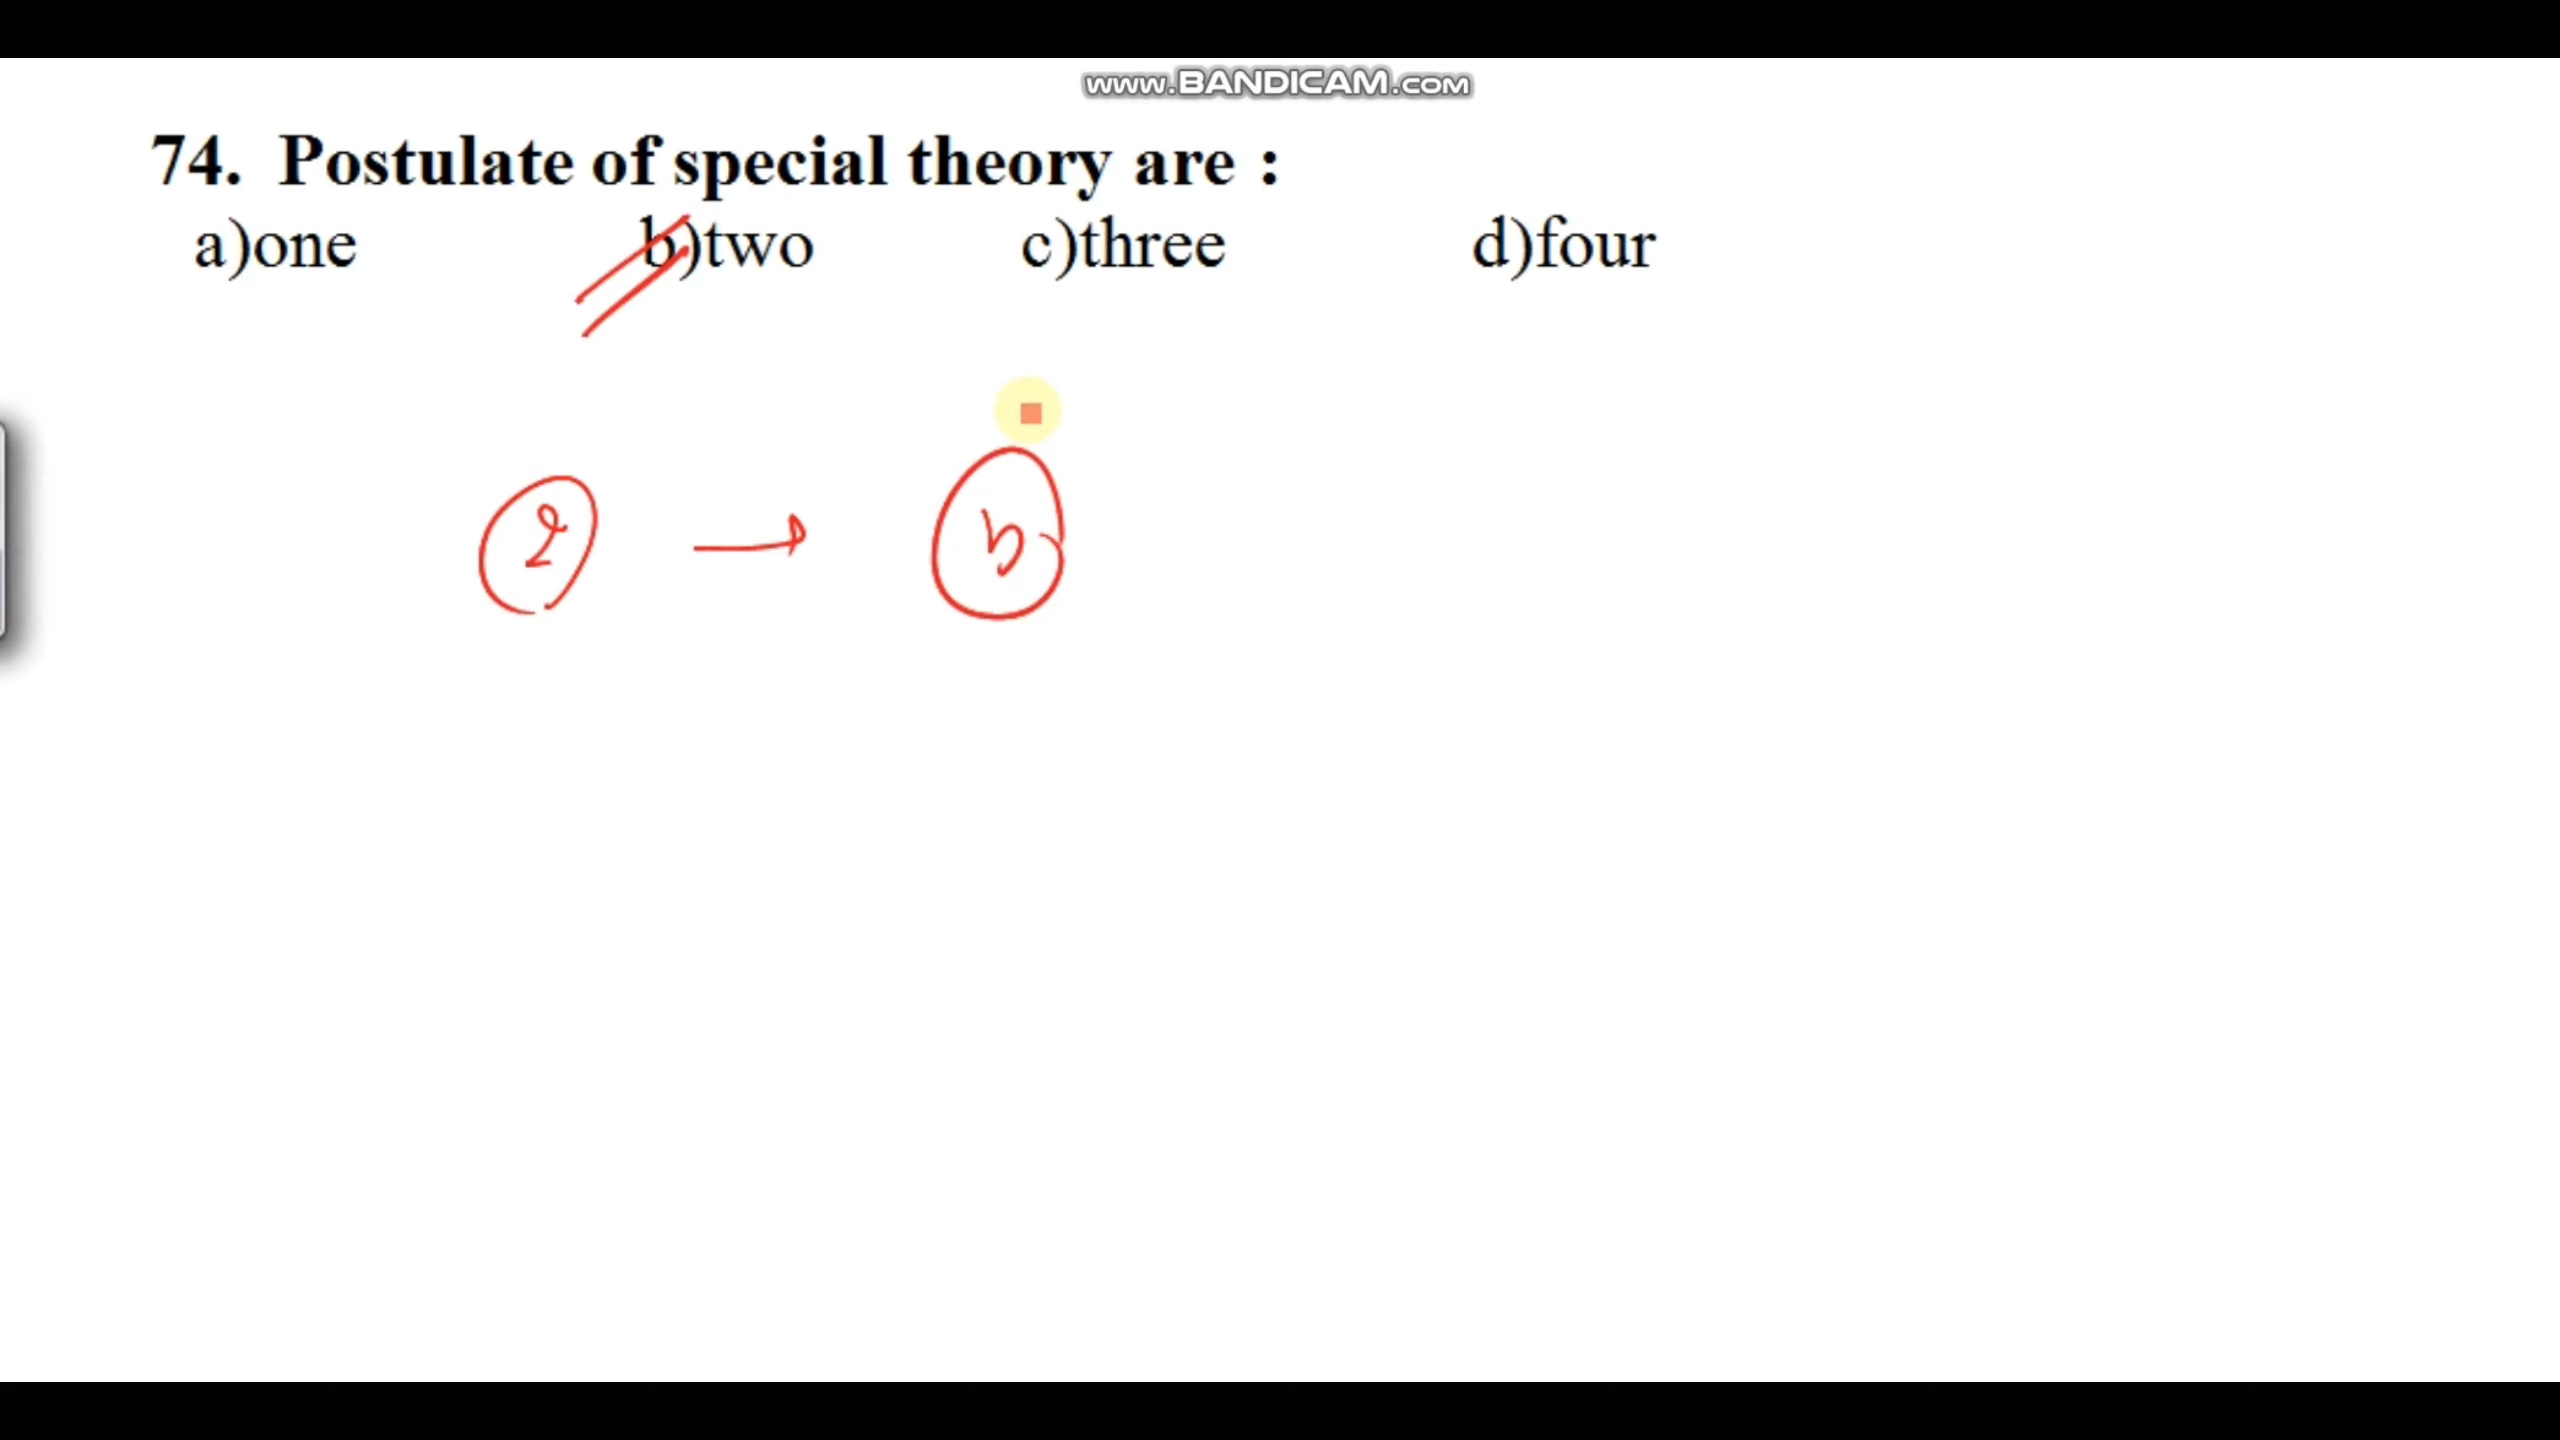 www.BANDICAM.com
74. Postulate of special theory are :
a)one b)two c)three d)four
2 → b